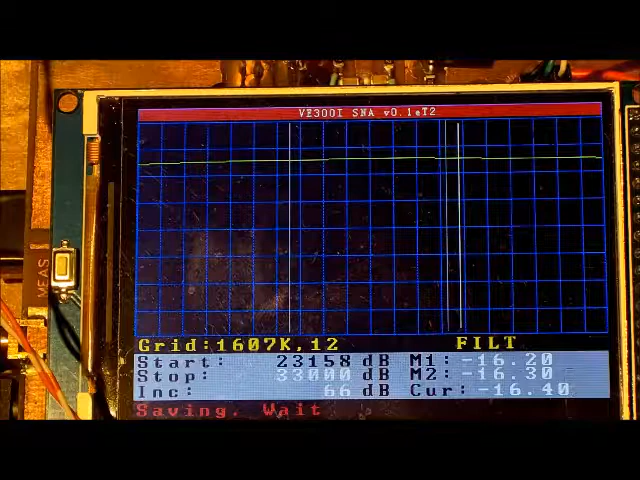 VE300I SNA v0.1eT2
Grid:1607K,12 FILT
Start: 23158 dB M1:-16.20
Stop: 33000 dB M2:-16.30
Inc: 66 dB Cur:-16.40
Saving. Wait
MEAS